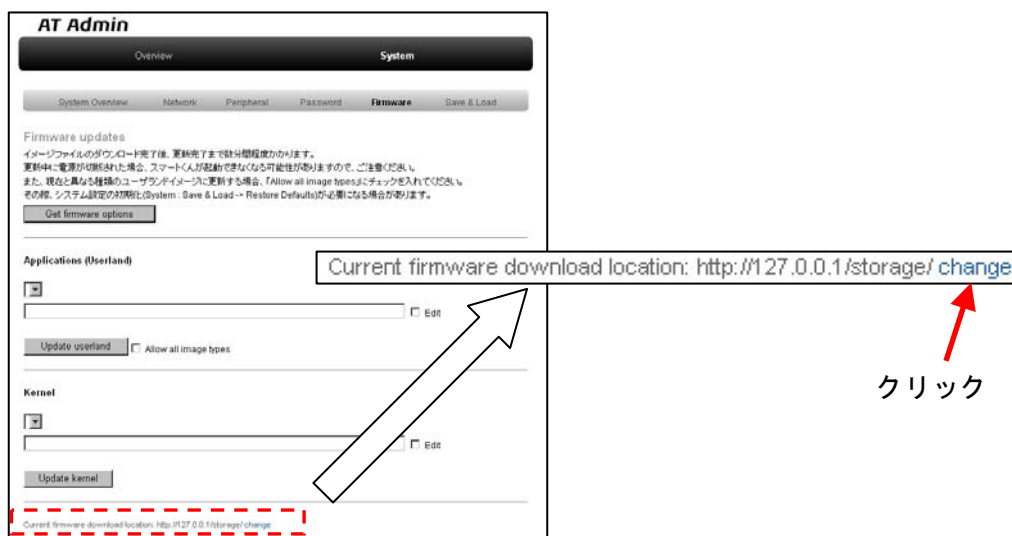 AT Admin
Overview System
System Overview Network Peripheral Password Firmware Save & Load
Firmware updates
イメージファイルのダウンロード完了後、更新完了まで数分間程度かかります。
更新中に電源が切断された場合、スマートくんが起動できなくなる可能性がありますので、ご注意ください。
また、現在と異なる種類のユーザランドイメージに更新する場合、「Allow all image types」にチェックを入れてください。
その際、システム設定の初期化(System : Save & Load -> Restore Defaults)が必要になる場合があります。
Get firmware options
Applications (Userland)
Edit
Update userland Allow all image types
Kernel
Edit
Update kernel
Current firmware download location: http://127.0.0.1/storage/ change
Current firmware download location: http://127.0.0.1/storage/ change
クリック